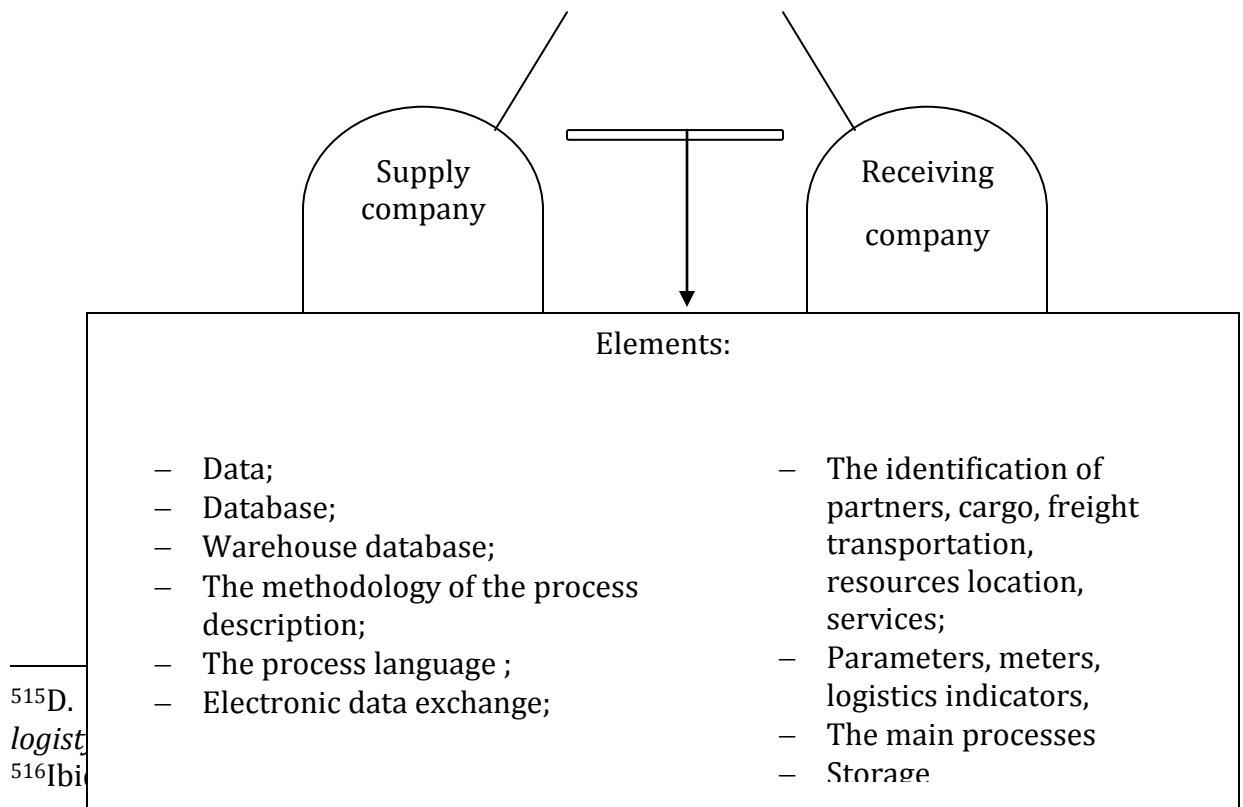 Supply
company
Receiving
company
Elements:
– Data;
– Database;
– Warehouse database;
– The methodology of the process
description;
– The process language ;
– Electronic data exchange;
– The identification of
partners, cargo, freight
transportation,
resources location,
services;
– Parameters, meters,
logistics indicators,
– The main processes
– Storage
515D.
516